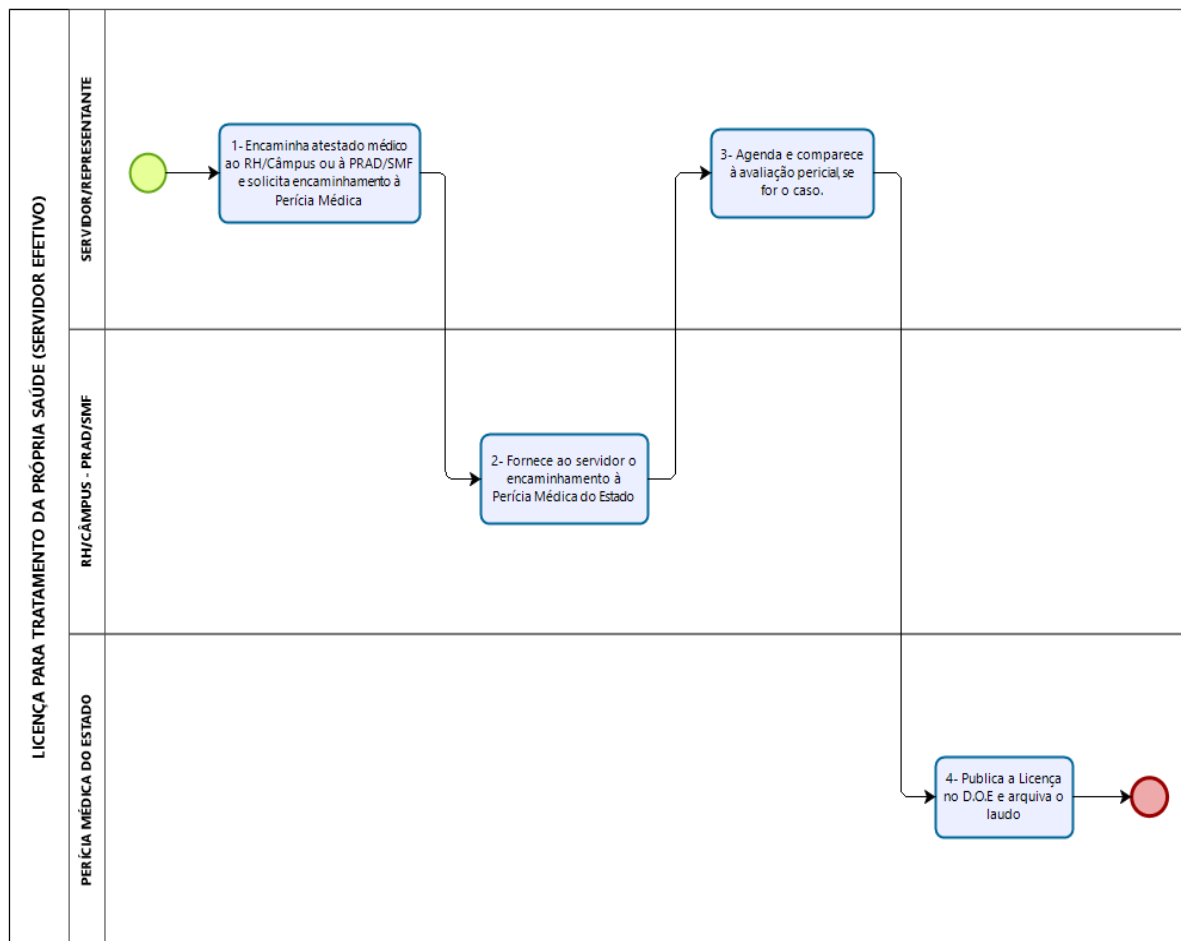 LICENÇA PARA TRATAMENTO DA PRÓPRIA SAÚDE (SERVIDOR EFETIVO)
SERVIDOR/REPRESENTANTE
1- Encaminha atestado médico
ao RH/Câmpus ou à PRAD/SMF
e solicita encaminhamento à
Perícia Médica
3- Agenda e comparece
à avaliação pericial, se
for o caso.
RH/CÂMPUS - PRAD/SMF
2- Fornece ao servidor o
encaminhamento à
Perícia Médica do Estado
PERÍCIA MÉDICA DO ESTADO
4- Publica a Licença
no D.O.E e arquiva o
laudo